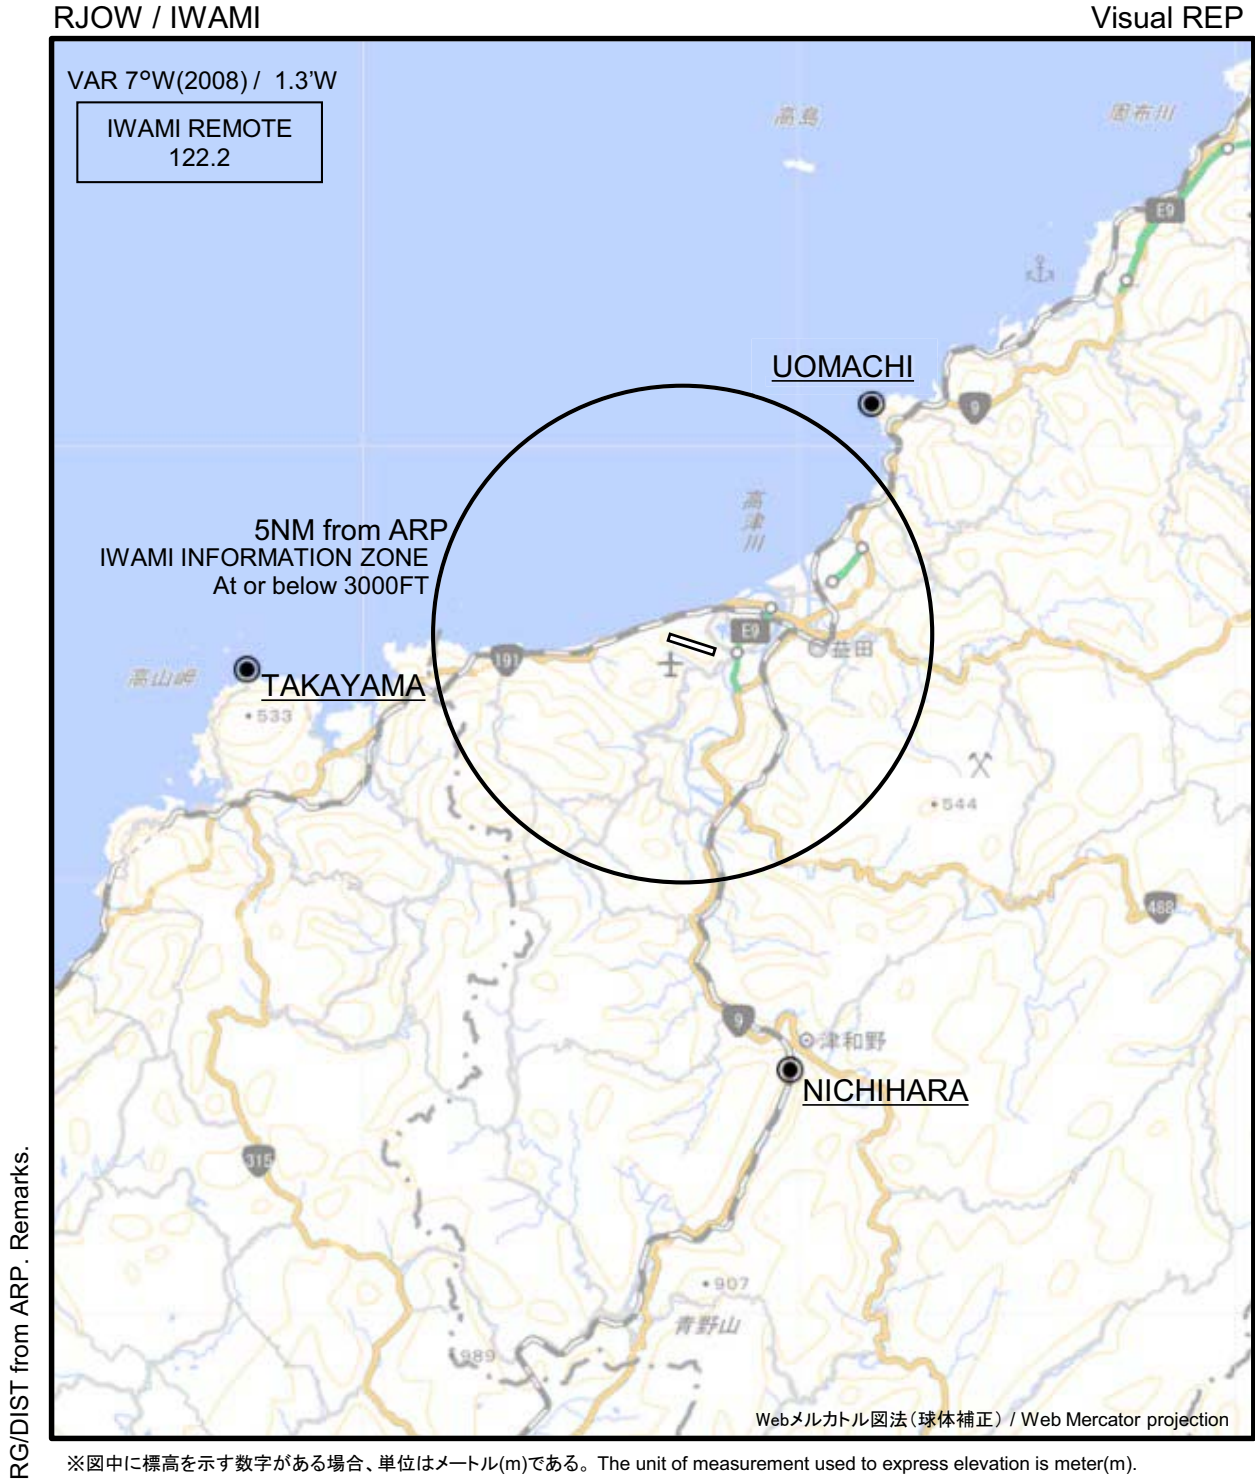 RJOW / IWAMI
Visual REP
VAR 7°W(2008) / 1.3'W
IWAMI REMOTE
122.2
高島
周布川
E9
UOMACHI
9
高津川
5NM from ARP
IWAMI INFORMATION ZONE
At or below 3000FT
E9
益田
191
高山岬
TAKAYAMA
533
544
488
9
津和野
NICHIHARA
315
907
青野山
989
Webメルカトル図法(球体補正) / Web Mercator projection
RG/DIST from ARP. Remarks.
※図中に標高を示す数字がある場合、単位はメートル(m)である。 The unit of measurement used to express elevation is meter(m).